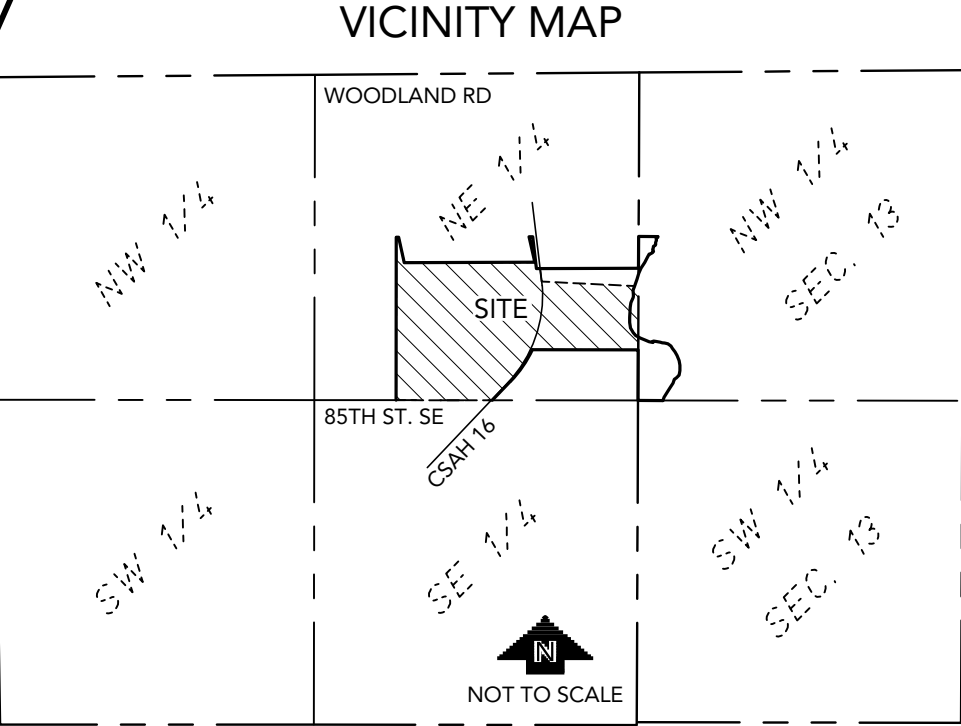 VICINITY MAP
WOODLAND RD
NW 1/4
NE 1/4
NW 1/4
SEC. 13
SITE
85TH ST. SE
CSAH 16
SW 1/4
SE 1/4
SW 1/4
SEC. 13
N
NOT TO SCALE